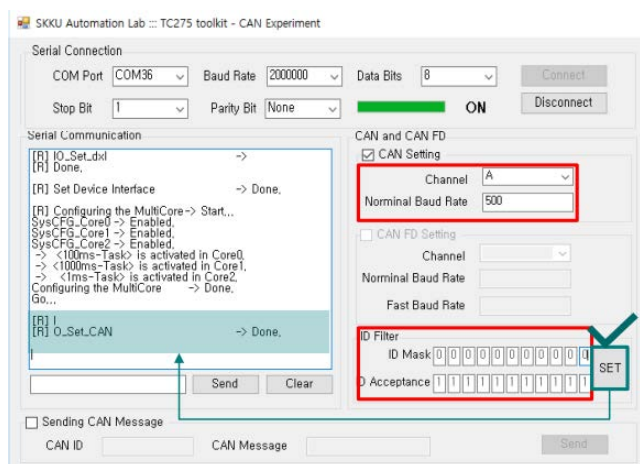 SKKU Automation Lab ::: TC275 toolkit - CAN Experiment
Serial Connection
COM Port COM36 Baud Rate 2000000 Data Bits 8 Connect
Stop Bit 1 Parity Bit None ON Disconnect
Serial Communication
[R] IO_Set_dxl ->
[R] Done,
[R] Set Device Interface -> Done,
[R] Configuring the MultiCore-> Start,,,
SysCFG_Core0 -> Enabled,
SysCFG_Core1 -> Enabled,
SysCFG_Core2 -> Enabled,
-> <100ms-Task> is activated in Core0,
-> <1000ms-Task> is activated in Core1,
-> <1ms-Task> is activated in Core2,
Configuring the MultiCore -> Done,
Go,,,
[R] I
[R] O_Set_CAN -> Done,
Send Clear
CAN and CAN FD
CAN Setting
Channel A
Norminal Baud Rate 500
CAN FD Setting
Channel
Norminal Baud Rate
Fast Baud Rate
ID Filter
ID Mask 0 0 0 0 0 0 0 0 0 0 0
D Acceptance 1 1 1 1 1 1 1 1 1 1 1
SET
Sending CAN Message
CAN ID CAN Message Send